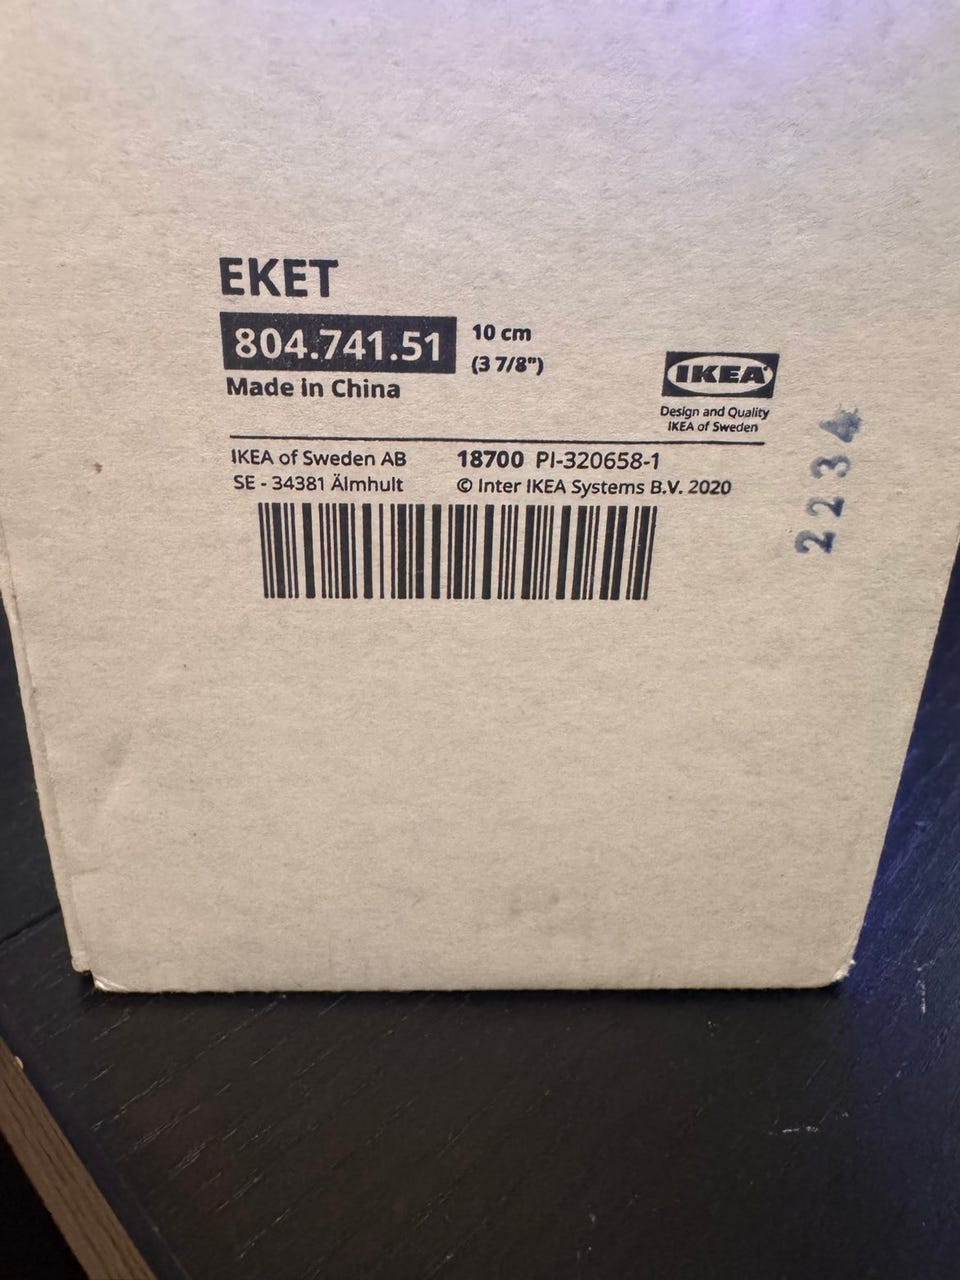 EKET
804.741.51
10 cm
(3 7/8")
Made in China
IKEA
Design and Quality
IKEA of Sweden
IKEA of Sweden AB
SE - 34381 Älmhult
18700 PI-320658-1
© Inter IKEA Systems B.V. 2020
2234